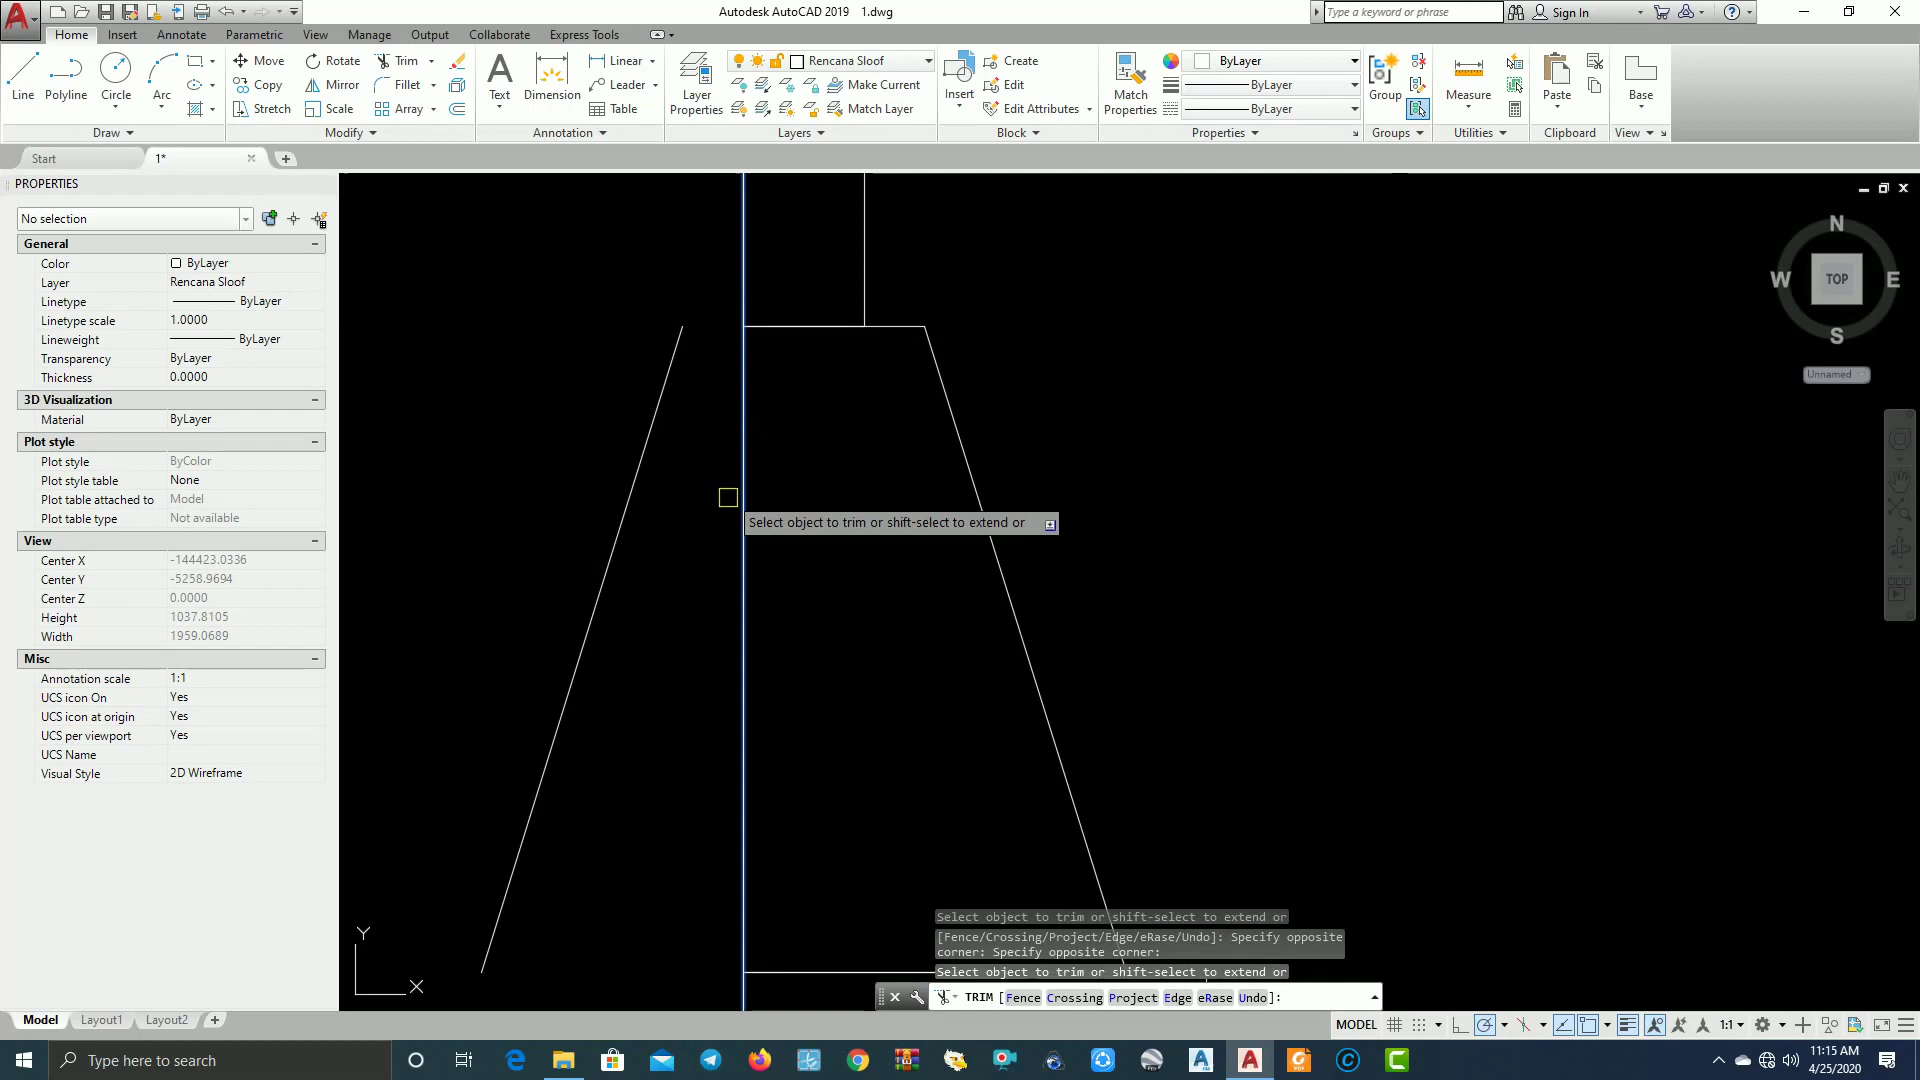 Autodesk AutoCAD 2019 1.dwg
Type a keyword or phrase
Sign In
Home Insert Annotate Parametric View Manage Output Collaborate Express Tools
Line
Polyline
Circle
Arc
Draw
Move
Rotate
Trim
Copy
Mirror
Fillet
Stretch
Scale
Array
Modify
Text
Dimension
Linear
Leader
Table
Annotation
Layer
Properties
Rencana Sloof
Make Current
Match Layer
Layers
Insert
Create
Edit
Edit Attributes
Block
Match
Properties
ByLayer
ByLayer
ByLayer
Properties
Group
Groups
Measure
Utilities
Paste
Clipboard
Base
View
Start
1*
PROPERTIES
No selection
General
Color ByLayer
Layer Rencana Sloof
Linetype ByLayer
Linetype scale 1.0000
Lineweight ByLayer
Transparency ByLayer
Thickness 0.0000
3D Visualization
Material ByLayer
Plot style
Plot style ByColor
Plot style table None
Plot table attached to Model
Plot table type Not available
View
Center X -144423.0336
Center Y -5258.9694
Center Z 0.0000
Height 1037.8105
Width 1959.0689
Misc
Annotation scale 1:1
UCS icon On Yes
UCS icon at origin Yes
UCS per viewport Yes
UCS Name
Visual Style 2D Wireframe
N
W TOP E
S
Unnamed
Select object to trim or shift-select to extend or
Y
X
Select object to trim or shift-select to extend or
[Fence/Crossing/Project/Edge/eRase/Undo]: Specify opposite
corner: Specify opposite corner:
Select object to trim or shift-select to extend or
TRIM [Fence Crossing Project Edge eRase Undo]:
Model Layout1 Layout2
MODEL 1:1
Type here to search
11:15 AM
4/25/2020